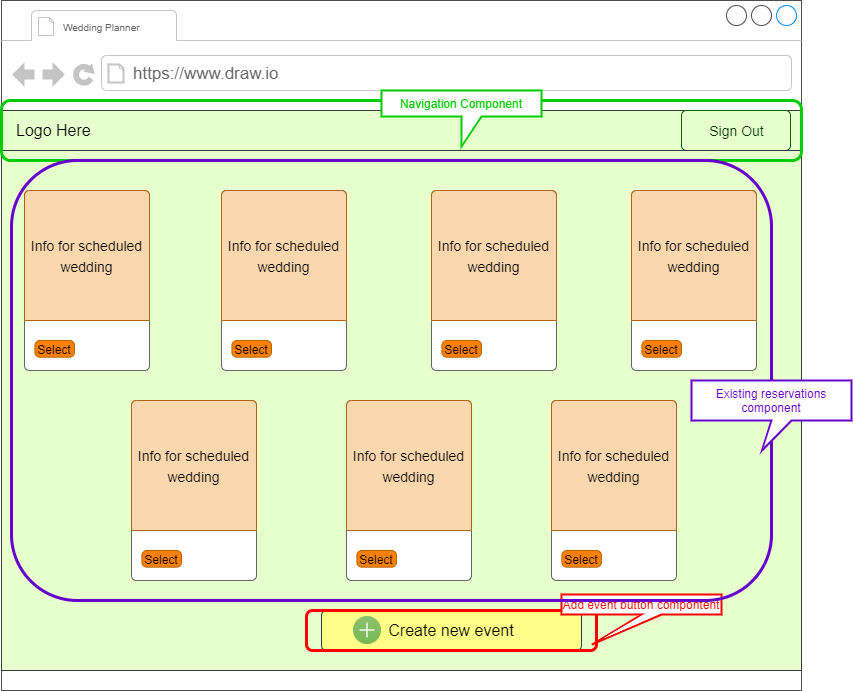 Wedding Planner
https://www.draw.io
Navigation Component
Logo Here
Sign Out
Info for scheduled
wedding
Select
Info for scheduled
wedding
Select
Info for scheduled
wedding
Select
Info for scheduled
wedding
Select
Existing reservations
component
Info for scheduled
wedding
Select
Info for scheduled
wedding
Select
Info for scheduled
wedding
Select
Add event button compontent
Create new event